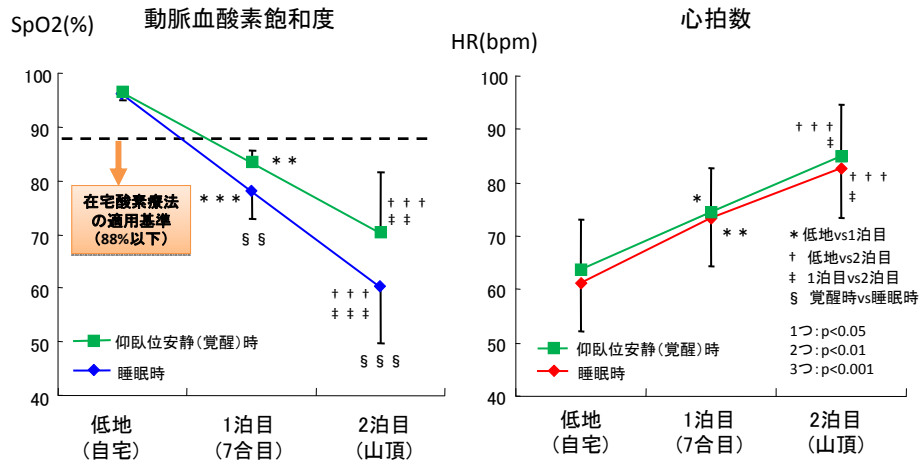 動脈血酸素飽和度
SpO2(%)
100
90
80
70
60
50
40
在宅酸素療法
の適用基準
(88%以下)
* *
* * *
§ §
† † †
‡ ‡
† † †
‡ ‡ ‡
§ § §
仰臥位安静(覚醒)時
睡眠時
低地
(自宅)
1泊目
(7合目)
2泊目
(山頂)
心拍数
HR(bpm)
100
90
80
70
60
50
40
*
* *
† † †
‡
† † †
‡
*低地vs1泊目
† 低地vs2泊目
‡ 1泊目vs2泊目
§ 覚醒時vs睡眠時
1つ:p<0.05
2つ:p<0.01
3つ:p<0.001
仰臥位安静(覚醒)時
睡眠時
低地
(自宅)
1泊目
(7合目)
2泊目
(山頂)